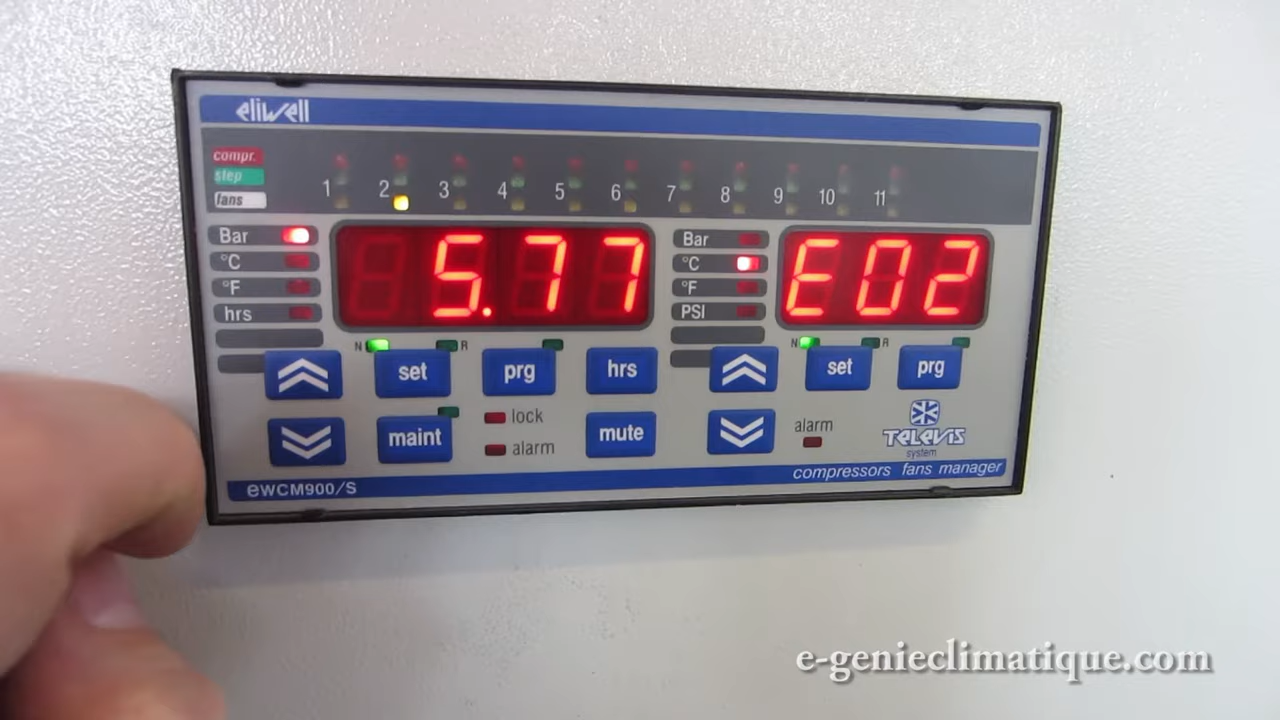 eliwell
compr.
step
fans
1 2 3 4 5 6 7 8 9 10 11
Bar
°C
°F
hrs
5.77
Bar
°C
°F
PSI
E02
N R
set
prg
hrs
N R
set
prg
maint
lock
alarm
mute
alarm
TELEVIS
system
compressors fans manager
eWCM900/S
e-genieclimatique.com